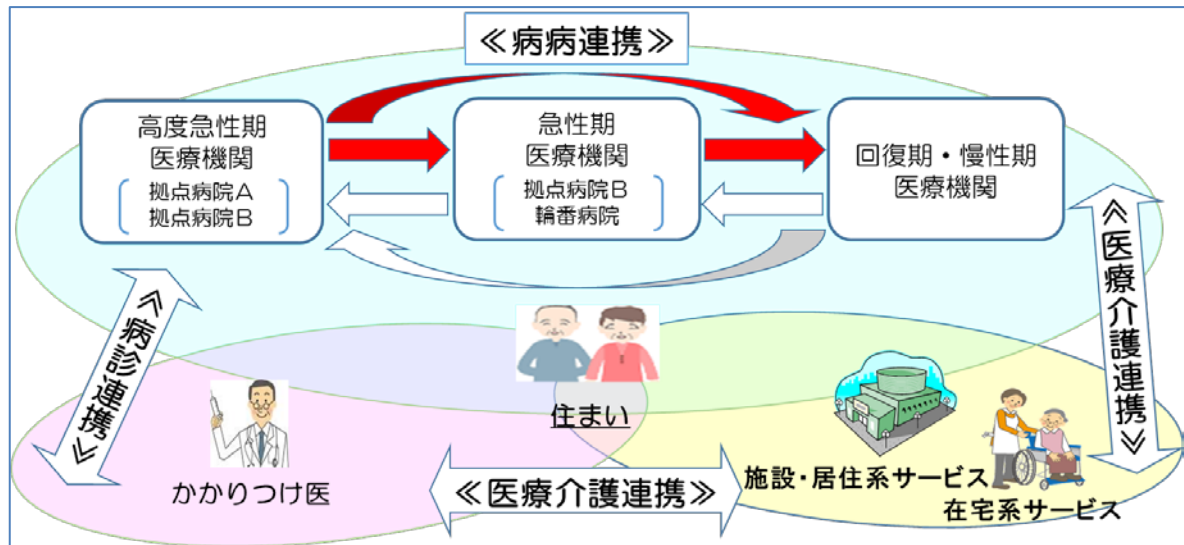 ≪病病連携≫
高度急性期
医療機関
拠点病院A
拠点病院B
急性期
医療機関
拠点病院B
輪番病院
回復期・慢性期
医療機関
≪病診連携≫
≪医療介護連携≫
住まい
かかりつけ医
≪医療介護連携≫
施設・居住系サービス
在宅系サービス